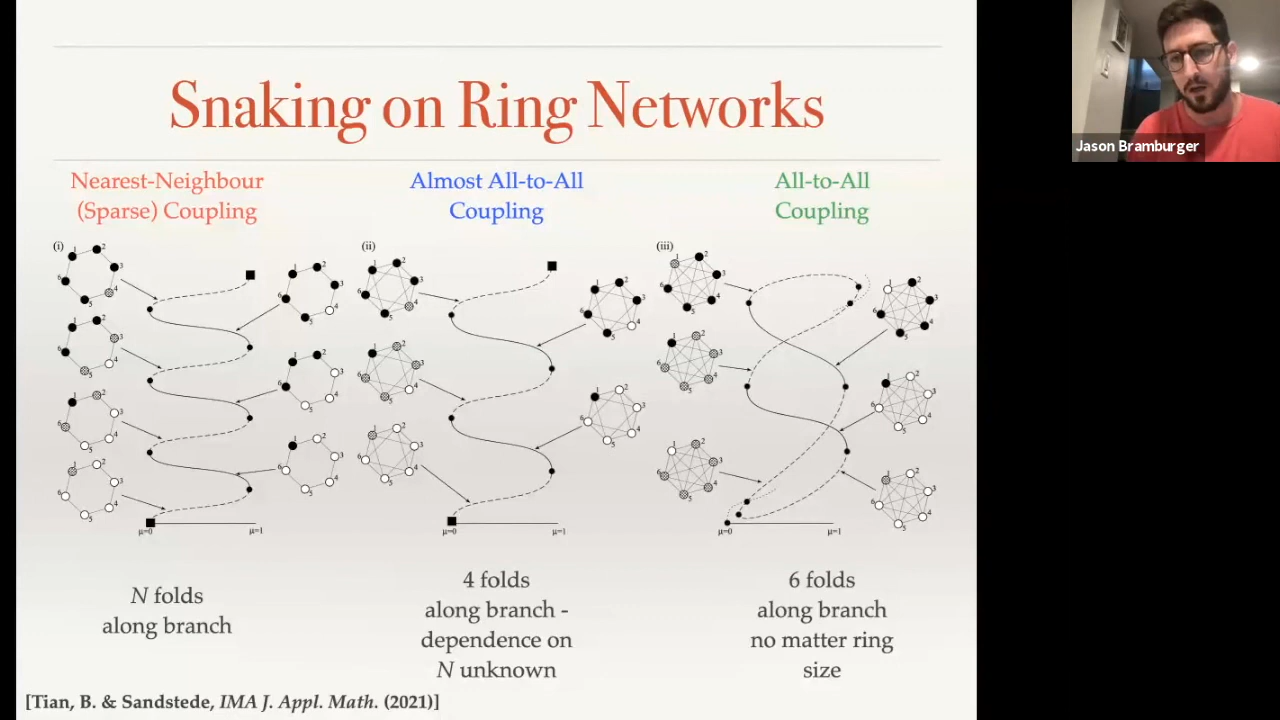 Snaking on Ring Networks
Jason Bramburger
Nearest-Neighbour
(Sparse) Coupling
Almost All-to-All
Coupling
All-to-All
Coupling
(i)
(ii)
(iii)
μ=0
μ=1
μ=0
μ=1
μ=0
μ=1
N folds
along branch
4 folds
along branch -
dependence on
N unknown
6 folds
along branch
no matter ring
size
[Tian, B. & Sandstede, IMA J. Appl. Math. (2021)]